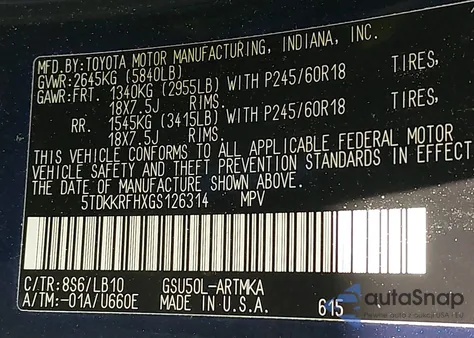 MFD.BY: TOYOTA MOTOR MANUFACTURING, INDIANA, INC.
GVWR: 2645KG (5840LB)
GAWR: FRT. 1340KG (2955LB) WITH P245/60R18 TIRES,
18X7.5J RIMS.
RR. 1545KG (3415LB) WITH P245/60R18 TIRES,
18X7.5J RIMS.
THIS VEHICLE CONFORMS TO ALL APPLICABLE FEDERAL MOTOR
VEHICLE SAFETY AND THEFT PREVENTION STANDARDS IN EFFECT
THE DATE OF MANUFACTURE SHOWN ABOVE.
5TDKKRFHXGS126314 MPV
C/TR: 8S6/LB10 GSU50L-ARTMKA
A/TM: -01A/U660E MADE IN U.S.A. 615
autaSnap